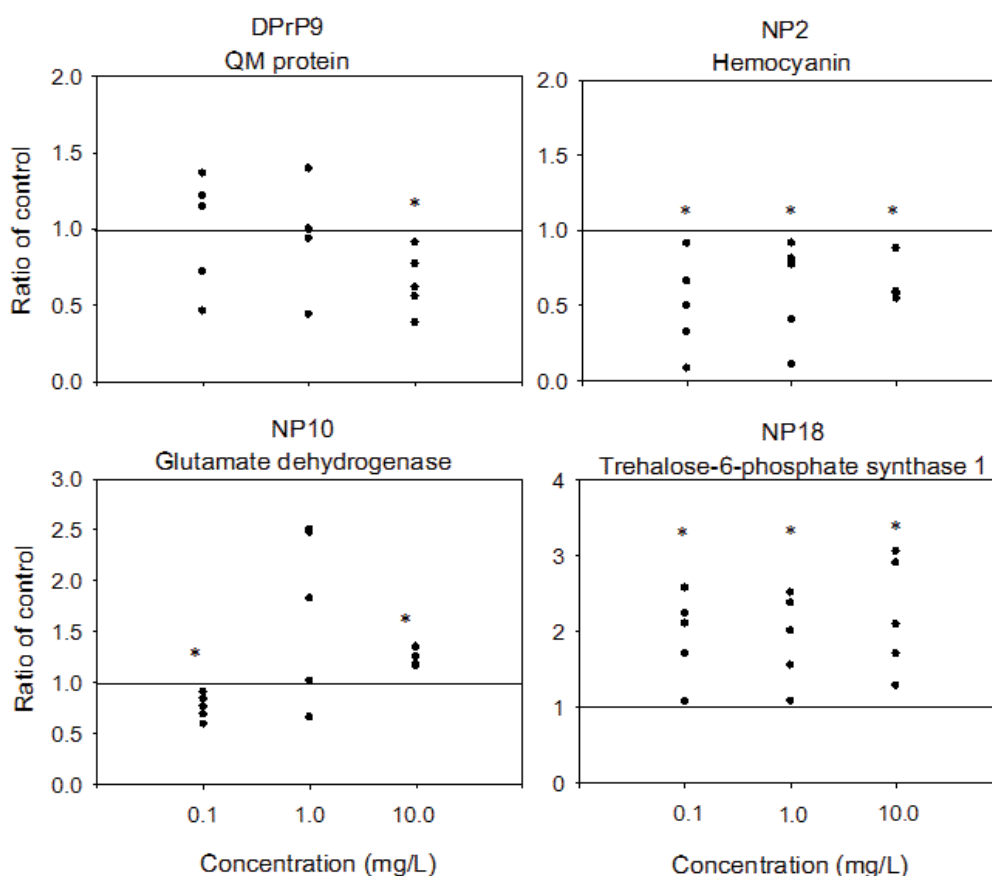 DPrP9
QM protein
2.0
1.5
1.0
0.5
0.0
Ratio of control
*
NP2
Hemocyanin
2.0
1.5
1.0
0.5
0.0
* * *
NP10
Glutamate dehydrogenase
3.0
2.5
2.0
1.5
1.0
0.5
0.0
Ratio of control
* *
0.1 1.0 10.0
Concentration (mg/L)
NP18
Trehalose-6-phosphate synthase 1
4
3
2
1
0
* * *
0.1 1.0 10.0
Concentration (mg/L)